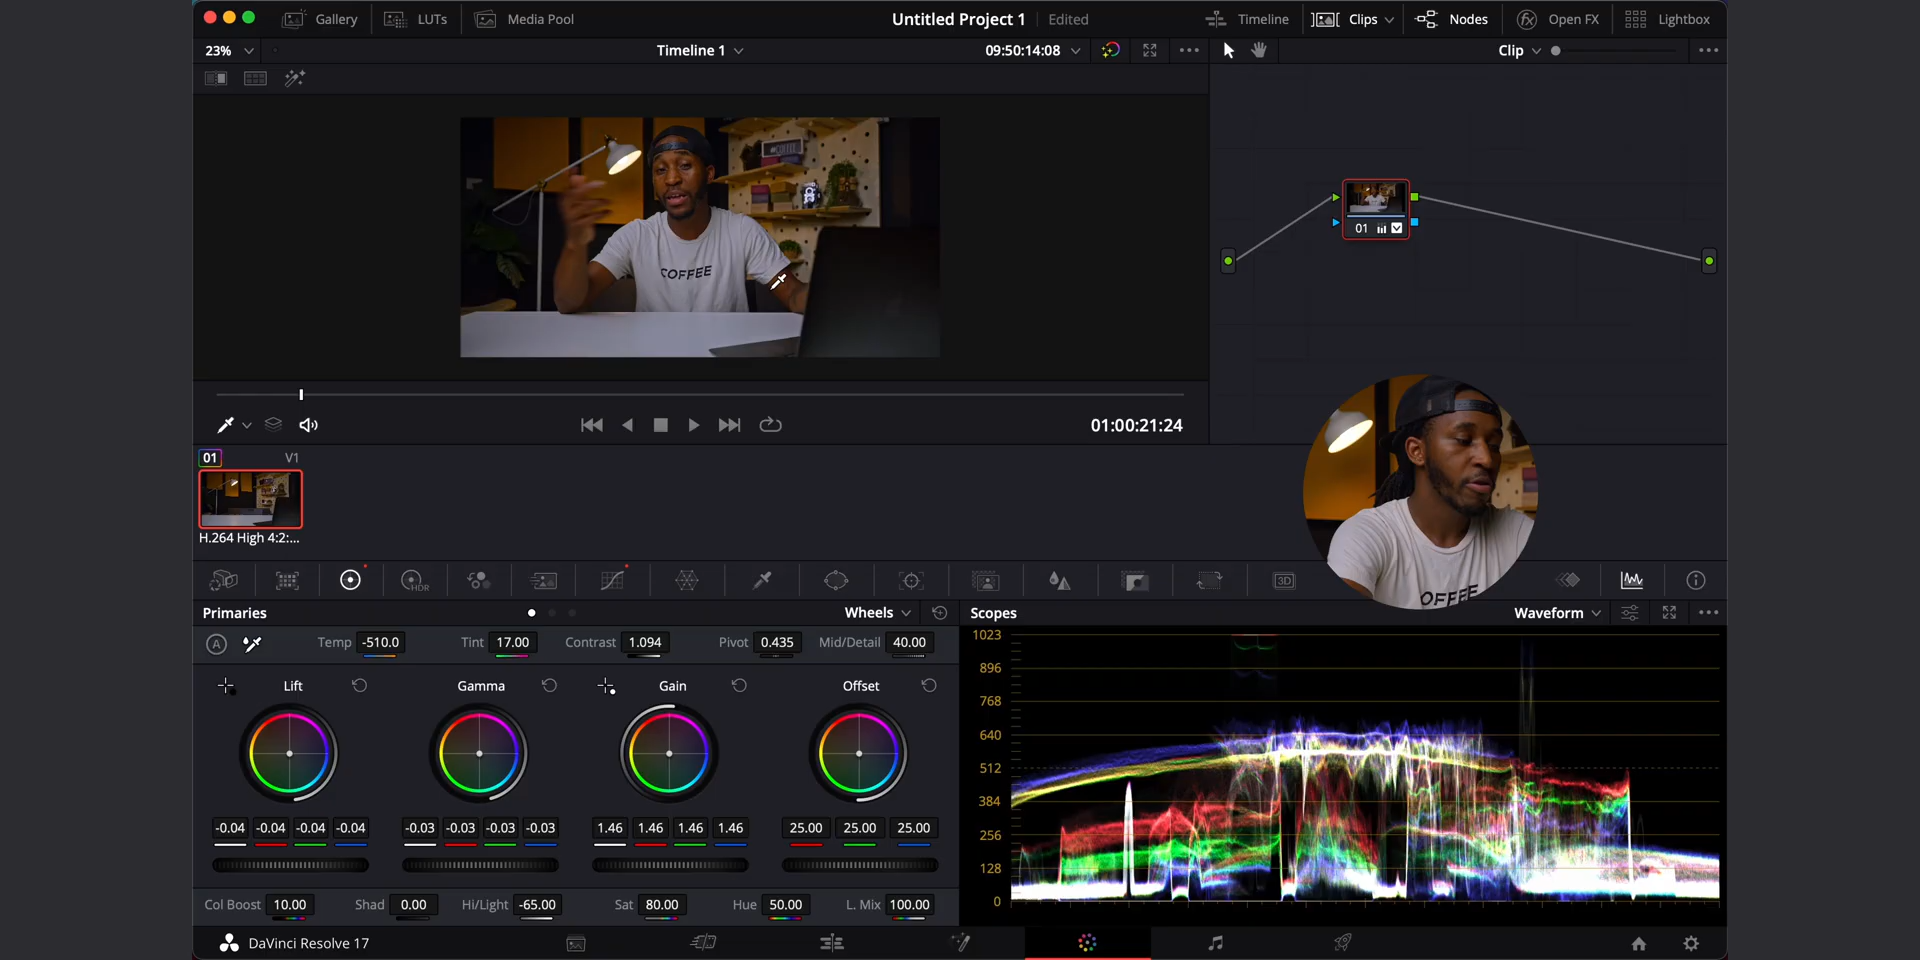 Gallery LUTs Media Pool Untitled Project 1 Edited Timeline Clips Nodes Open FX Lightbox
23% Timeline 1 09:50:14:08 Clip
#COFFEE
COFFEE
01
01:00:21:24
01 V1
H.264 High 4:2:...
HDR 3D
COFFEE
Primaries Wheels Scopes Waveform
A Temp -510.0 Tint 17.00 Contrast 1.094 Pivot 0.435 Mid/Detail 40.00
Lift Gamma Gain Offset
-0.04 -0.04 -0.04 -0.04 -0.03 -0.03 -0.03 -0.03 1.46 1.46 1.46 1.46 25.00 25.00 25.00
Col Boost 10.00 Shad 0.00 Hi/Light -65.00 Sat 80.00 Hue 50.00 L. Mix 100.00
1023
896
768
640
512
384
256
128
0
DaVinci Resolve 17